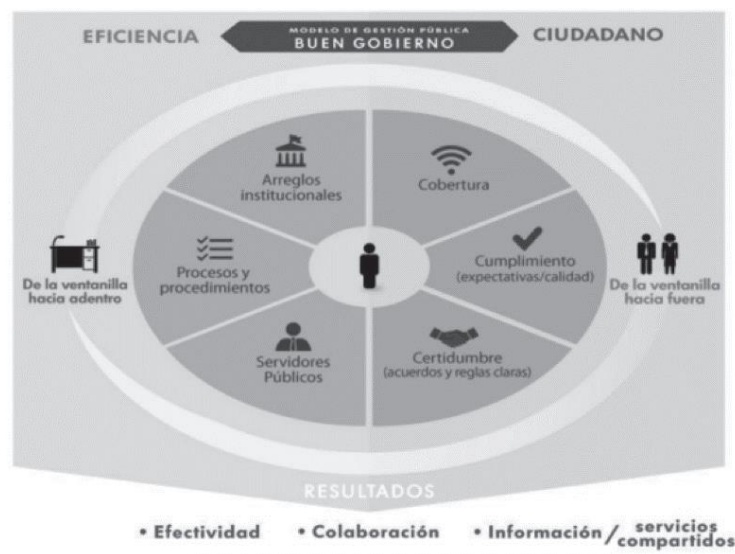 EFICIENCIA
MODELO DE GESTIÓN PÚBLICA
BUEN GOBIERNO
CIUDADANO
Arreglos
institucionales
Cobertura
Procesos y
procedimientos
Cumplimiento
(expectativas/calidad)
De la ventanilla
hacia adentro
De la ventanilla
hacia fuera
Servidores
Públicos
Certidumbre
(acuerdos y reglas claras)
RESULTADOS
• Efectividad • Colaboración • Información / servicios
compartidos